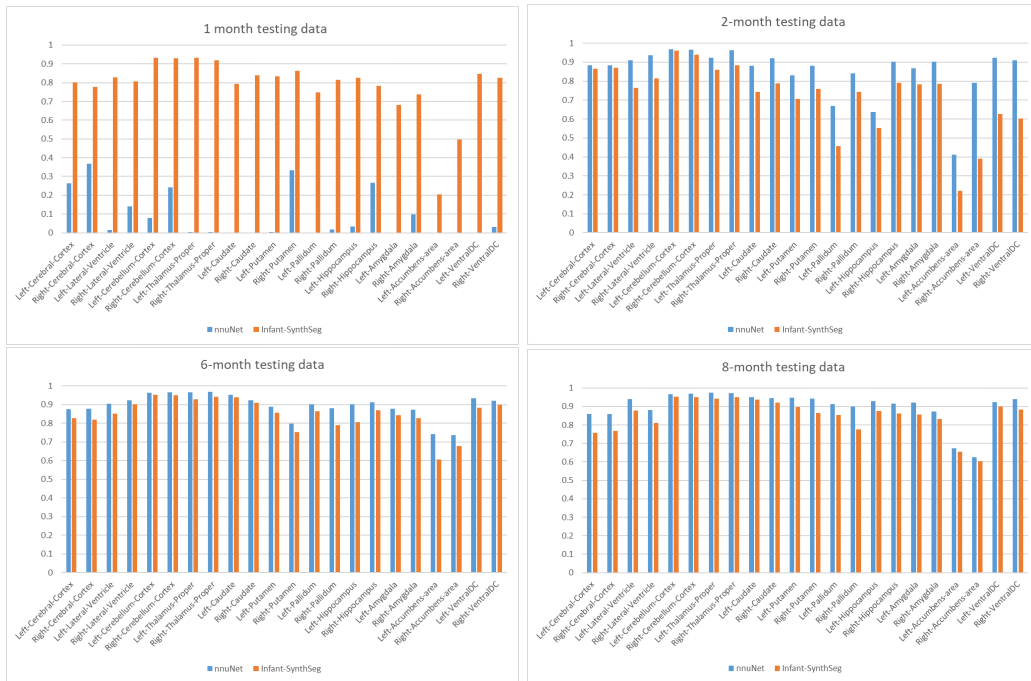 1 month testing data
1
0.9
0.8
0.7
0.6
0.5
0.4
0.3
0.2
0.1
0
Left-Cerebral-Cortex
Right-Cerebral-Cortex
Left-Lateral-Ventricle
Right-Lateral-Ventricle
Left-Cerebellum-Cortex
Right-Cerebellum-Cortex
Left-Thalamus-Proper
Right-Thalamus-Proper
Left-Caudate
Right-Caudate
Left-Putamen
Right-Putamen
Left-Pallidum
Right-Pallidum
Left-Hippocampus
Right-Hippocampus
Left-Amygdala
Right-Amygdala
Left-Accumbens-area
Right-Accumbens-area
Left-VentralDC
Right-VentralDC
nnuNet Infant-SynthSeg
2-month testing data
1
0.9
0.8
0.7
0.6
0.5
0.4
0.3
0.2
0.1
0
Left-Cerebral-Cortex
Right-Cerebral-Cortex
Left-Lateral-Ventricle
Right-Lateral-Ventricle
Left-Cerebellum-Cortex
Right-Cerebellum-Cortex
Left-Thalamus-Proper
Right-Thalamus-Proper
Left-Caudate
Right-Caudate
Left-Putamen
Right-Putamen
Left-Pallidum
Right-Pallidum
Left-Hippocampus
Right-Hippocampus
Left-Amygdala
Right-Amygdala
Left-Accumbens-area
Right-Accumbens-area
Left-VentralDC
Right-VentralDC
nnuNet Infant-SynthSeg
6-month testing data
1
0.9
0.8
0.7
0.6
0.5
0.4
0.3
0.2
0.1
0
Left-Cerebral-Cortex
Right-Cerebral-Cortex
Left-Lateral-Ventricle
Right-Lateral-Ventricle
Left-Cerebellum-Cortex
Right-Cerebellum-Cortex
Left-Thalamus-Proper
Right-Thalamus-Proper
Left-Caudate
Right-Caudate
Left-Putamen
Right-Putamen
Left-Pallidum
Right-Pallidum
Left-Hippocampus
Right-Hippocampus
Left-Amygdala
Right-Amygdala
Left-Accumbens-area
Right-Accumbens-area
Left-VentralDC
Right-VentralDC
nnuNet Infant-SynthSeg
8-month testing data
1
0.9
0.8
0.7
0.6
0.5
0.4
0.3
0.2
0.1
0
Left-Cerebral-Cortex
Right-Cerebral-Cortex
Left-Lateral-Ventricle
Right-Lateral-Ventricle
Left-Cerebellum-Cortex
Right-Cerebellum-Cortex
Left-Thalamus-Proper
Right-Thalamus-Proper
Left-Caudate
Right-Caudate
Left-Putamen
Right-Putamen
Left-Pallidum
Right-Pallidum
Left-Hippocampus
Right-Hippocampus
Left-Amygdala
Right-Amygdala
Left-Accumbens-area
Right-Accumbens-area
Left-VentralDC
Right-VentralDC
nnuNet Infant-SynthSeg